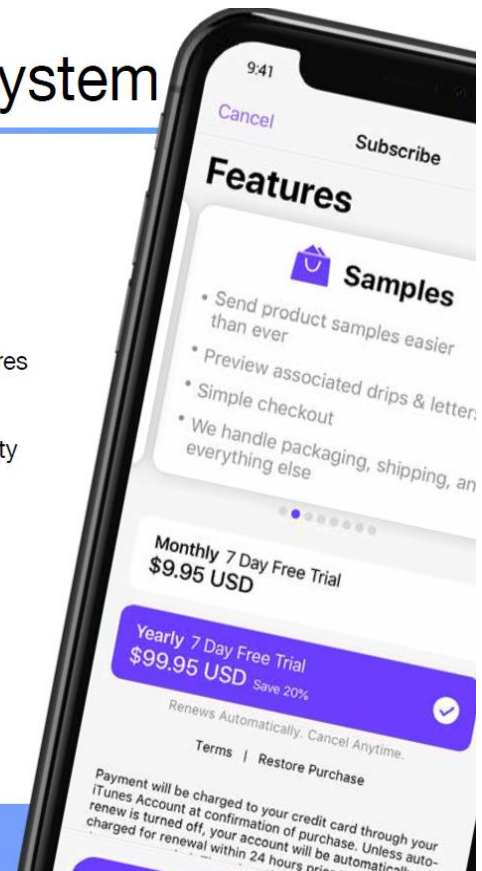 ystem
res
ty
9:41
Cancel
Subscribe
Features
Samples
• Send product samples easier
than ever
• Preview associated drips & letters
• Simple checkout
• We handle packaging, shipping, an
everything else
Monthly 7 Day Free Trial
$9.95 USD
Yearly 7 Day Free Trial
$99.95 USD Save 20%
Renews Automatically. Cancel Anytime.
Terms | Restore Purchase
Payment will be charged to your credit card through your
iTunes Account at confirmation of purchase. Unless auto-
renew is turned off, your account will be automatically
charged for renewal within 24 hours prior